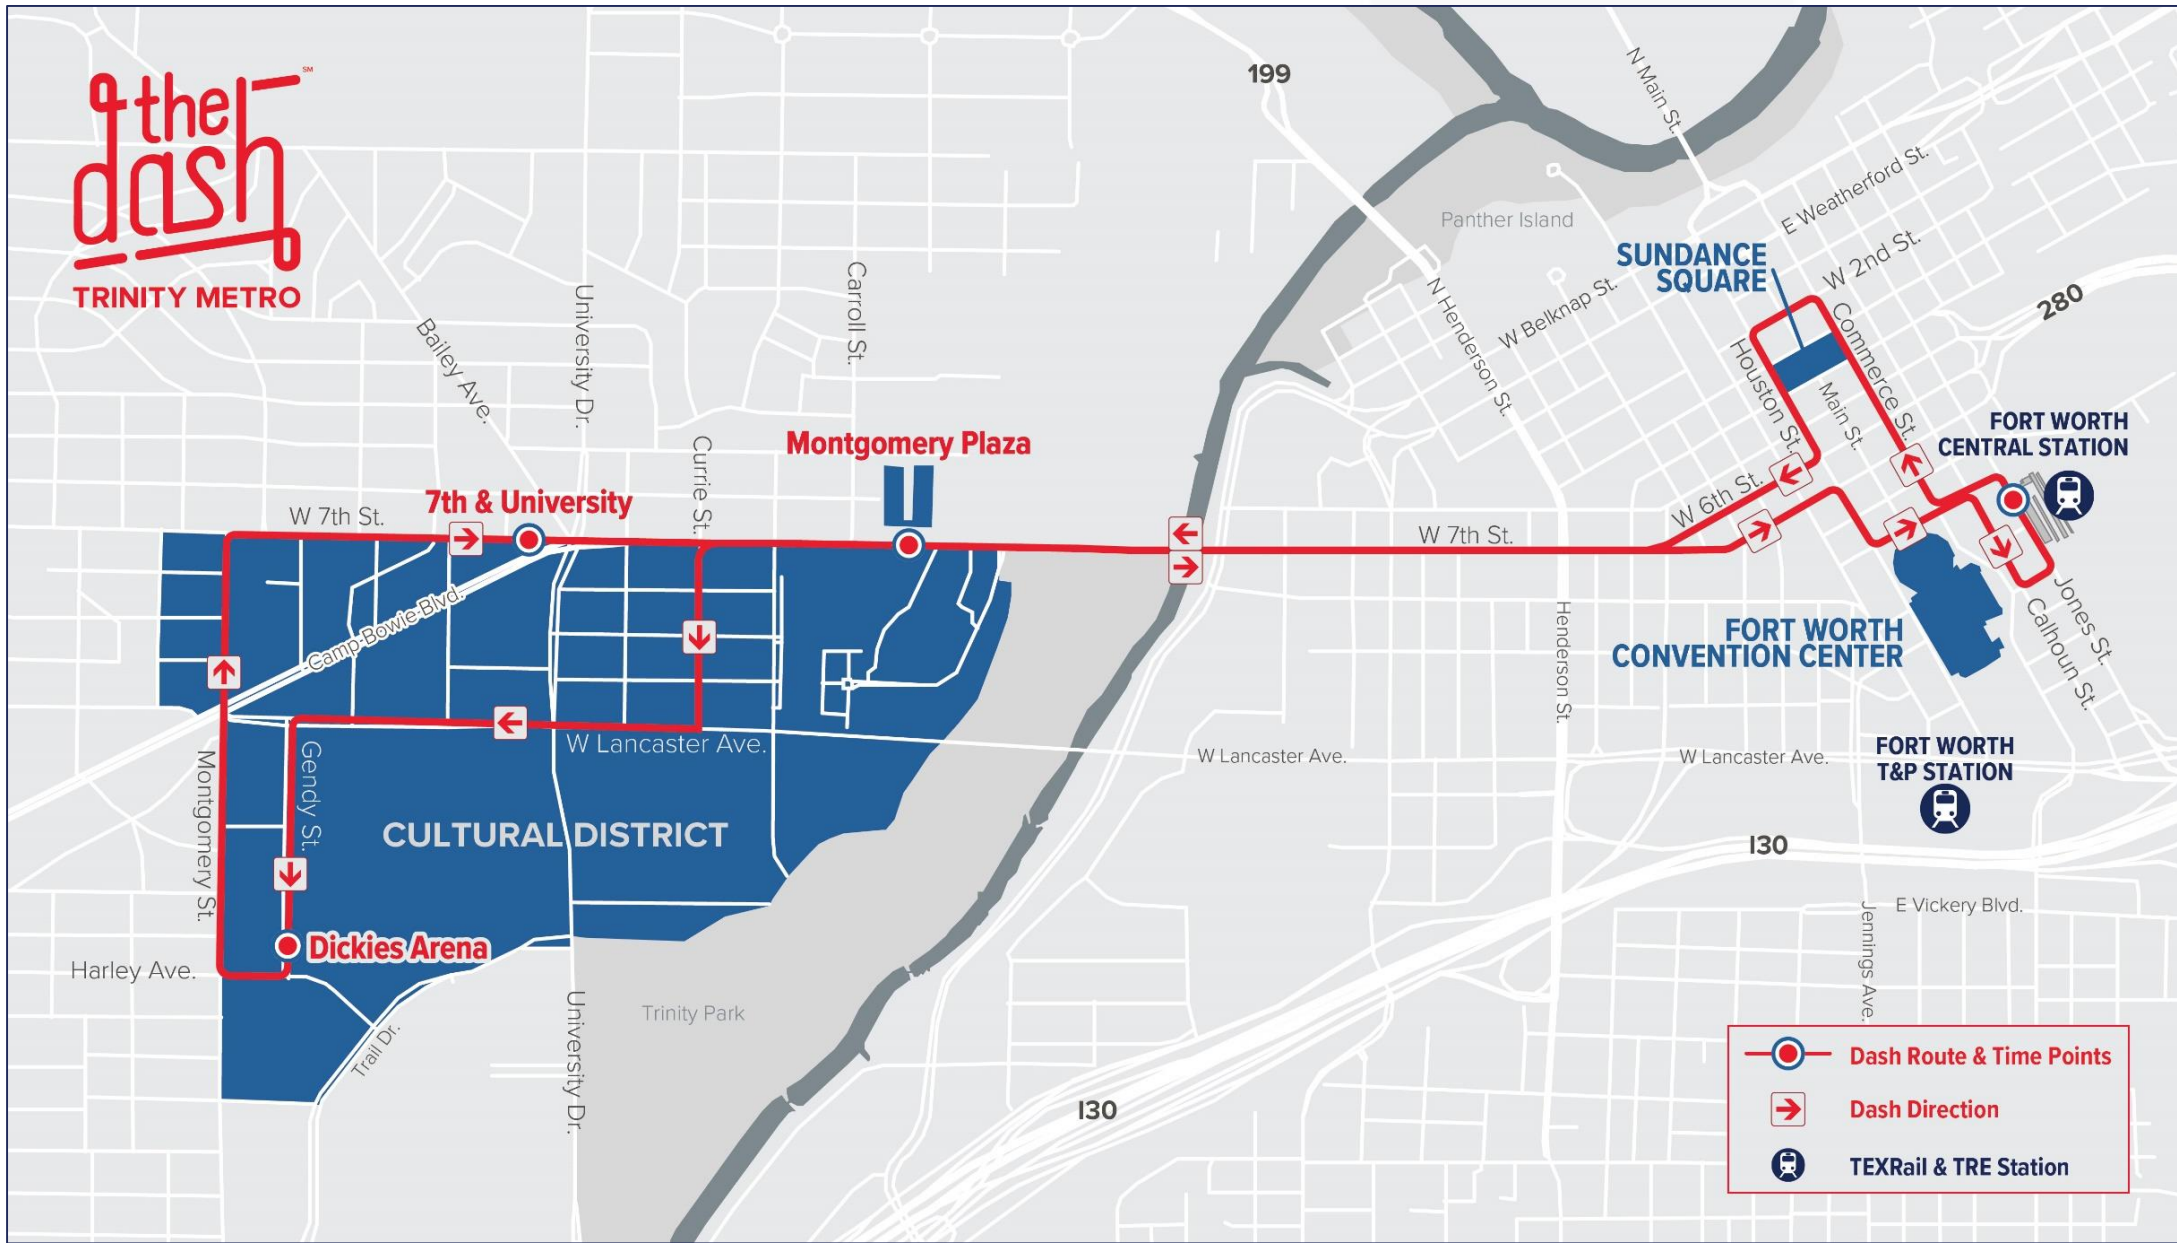 the
dash
SM
TRINITY METRO
199
N Main St.
Panther Island
E Weatherford St.
SUNDANCE
SQUARE
W 2nd St.
280
W Belknap St.
N Henderson St.
Houston St.
Main St.
Commerce St.
FORT WORTH
CENTRAL STATION
Bailey Ave.
University Dr.
Carroll St.
Currie St.
Montgomery Plaza
7th & University
W 7th St.
W 7th St.
W 6th St.
Camp Bowie Blvd.
FORT WORTH
CONVENTION CENTER
Henderson St.
Jones St.
Calhoun St.
W Lancaster Ave.
W Lancaster Ave.
W Lancaster Ave.
FORT WORTH
T&P STATION
Montgomery St.
Gendy St.
CULTURAL DISTRICT
I30
E Vickery Blvd.
Jennings Ave.
Dickies Arena
Harley Ave.
Trail Dr.
University Dr.
Trinity Park
I30
Dash Route & Time Points
Dash Direction
TEXRail & TRE Station